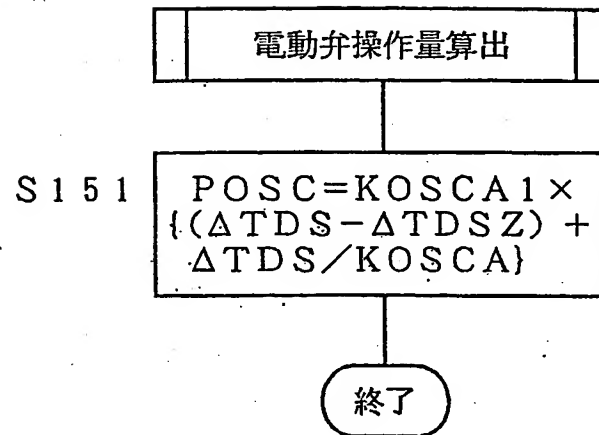 電動弁操作量算出
S151
POSC=KOSCA1×
{(ΔTDS−ΔTDSZ)+
ΔTDS/KOSCA}
終了